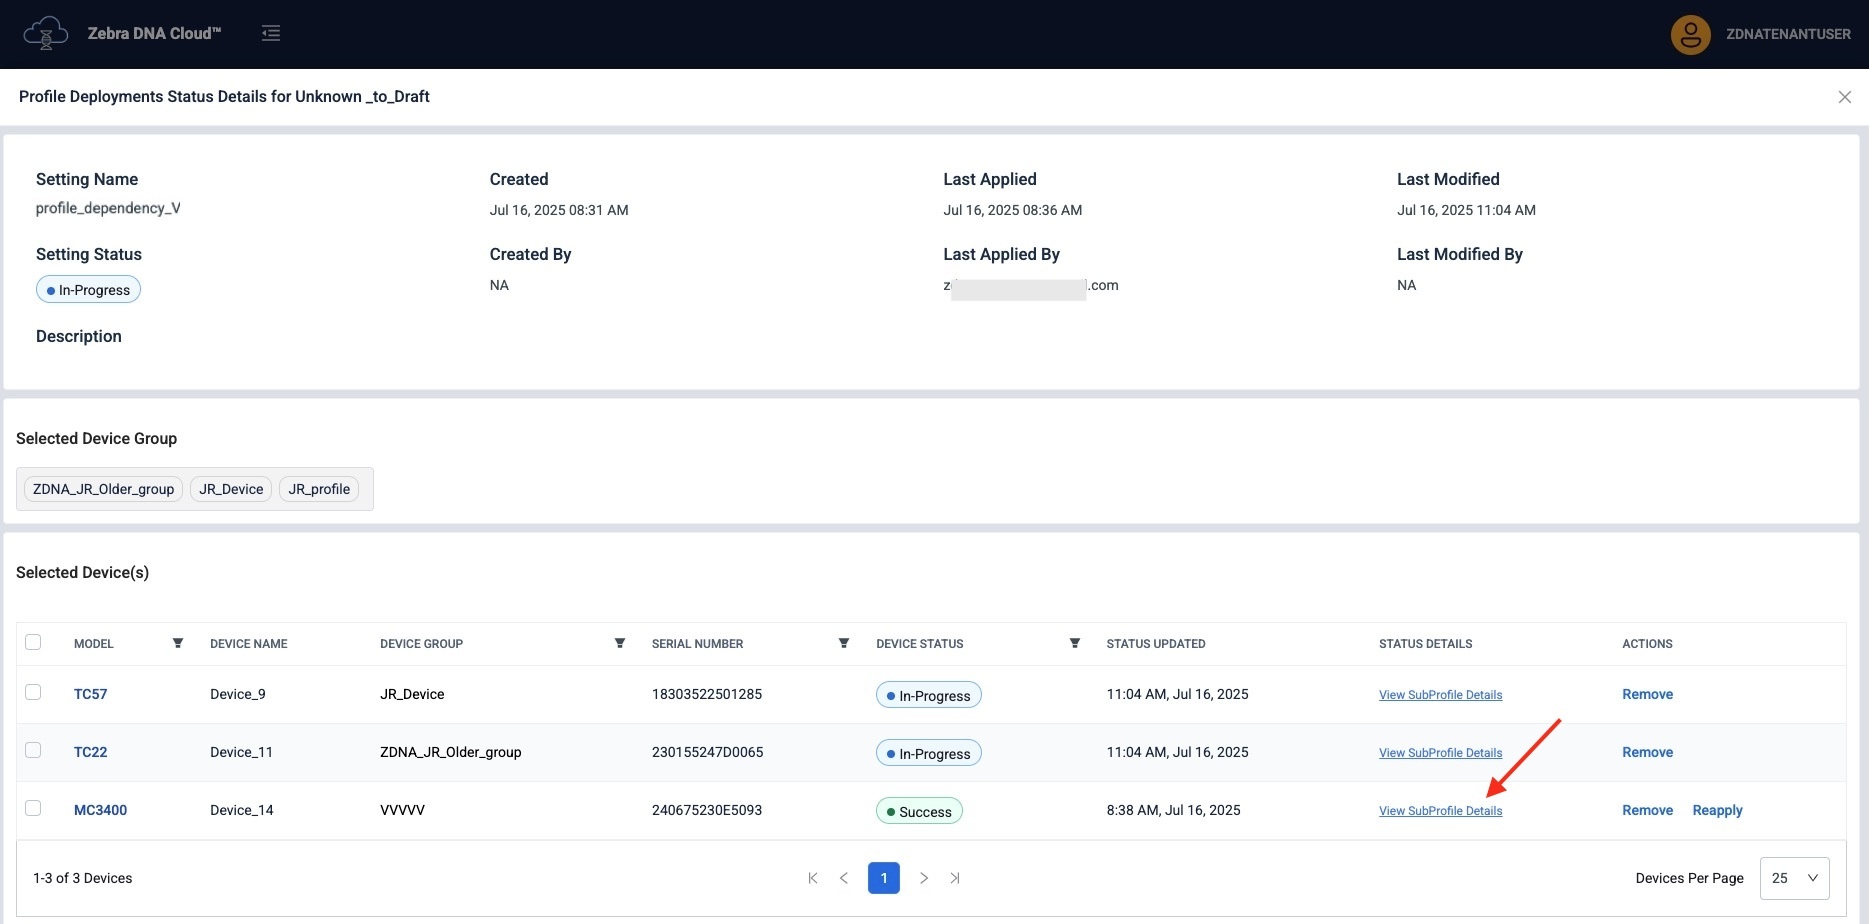 Zebra DNA Cloud™
ZDNATENANTUSER
Profile Deployments Status Details for Unknown _to_Draft
Setting Name Created Last Applied Last Modified
profile_dependency_V Jul 16, 2025 08:31 AM Jul 16, 2025 08:36 AM Jul 16, 2025 11:04 AM
Setting Status Created By Last Applied By Last Modified By
In-Progress NA z .com NA
Description
Selected Device Group
ZDNA_JR_Older_group JR_Device JR_profile
Selected Device(s)
MODEL DEVICE NAME DEVICE GROUP SERIAL NUMBER DEVICE STATUS STATUS UPDATED STATUS DETAILS ACTIONS
TC57 Device_9 JR_Device 18303522501285 In-Progress 11:04 AM, Jul 16, 2025 View SubProfile Details Remove
TC22 Device_11 ZDNA_JR_Older_group 230155247D0065 In-Progress 11:04 AM, Jul 16, 2025 View SubProfile Details Remove
MC3400 Device_14 VVVVV 240675230E5093 Success 8:38 AM, Jul 16, 2025 View SubProfile Details Remove Reapply
1-3 of 3 Devices 1 Devices Per Page 25